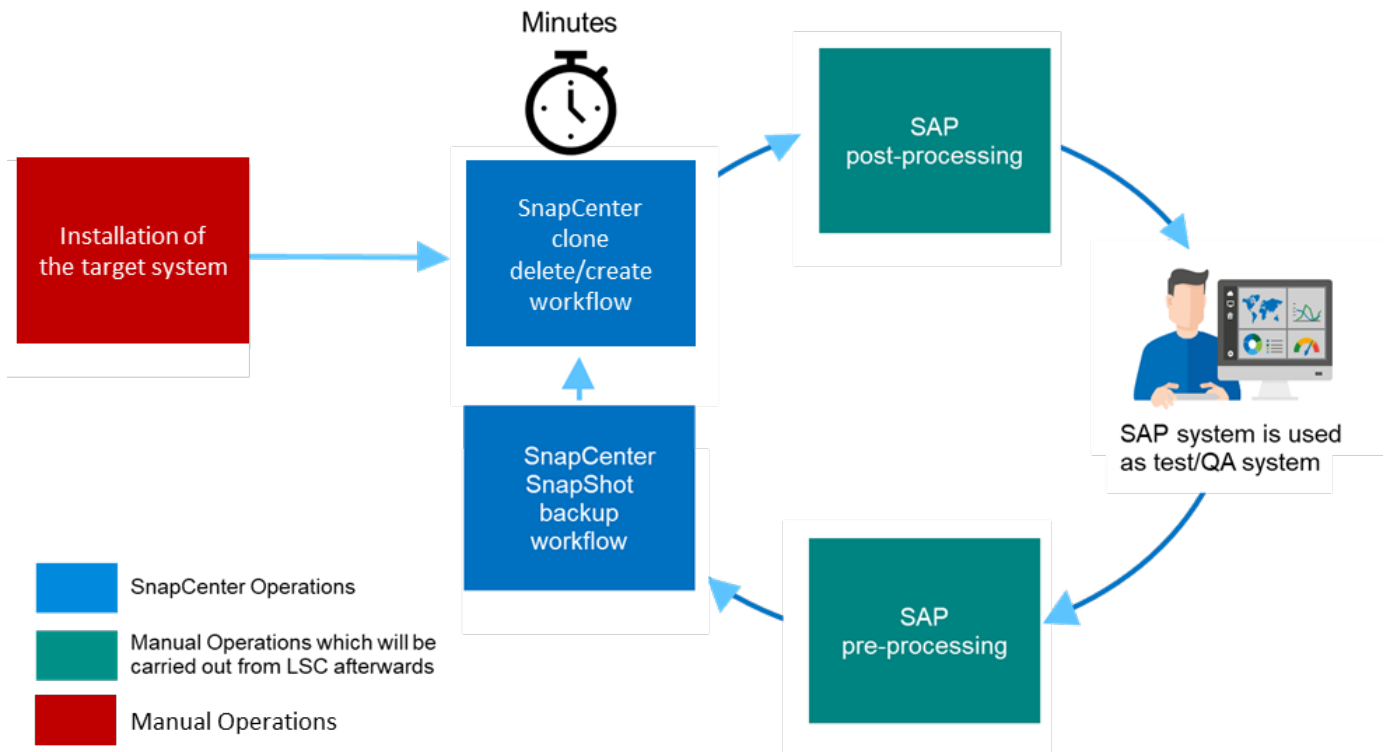 Minutes
Installation of
the target system
SnapCenter
clone
delete/create
workflow
SAP
post-processing
SAP system is used
as test/QA system
SnapCenter
SnapShot
backup
workflow
SAP
pre-processing
SnapCenter Operations
Manual Operations which will be
carried out from LSC afterwards
Manual Operations